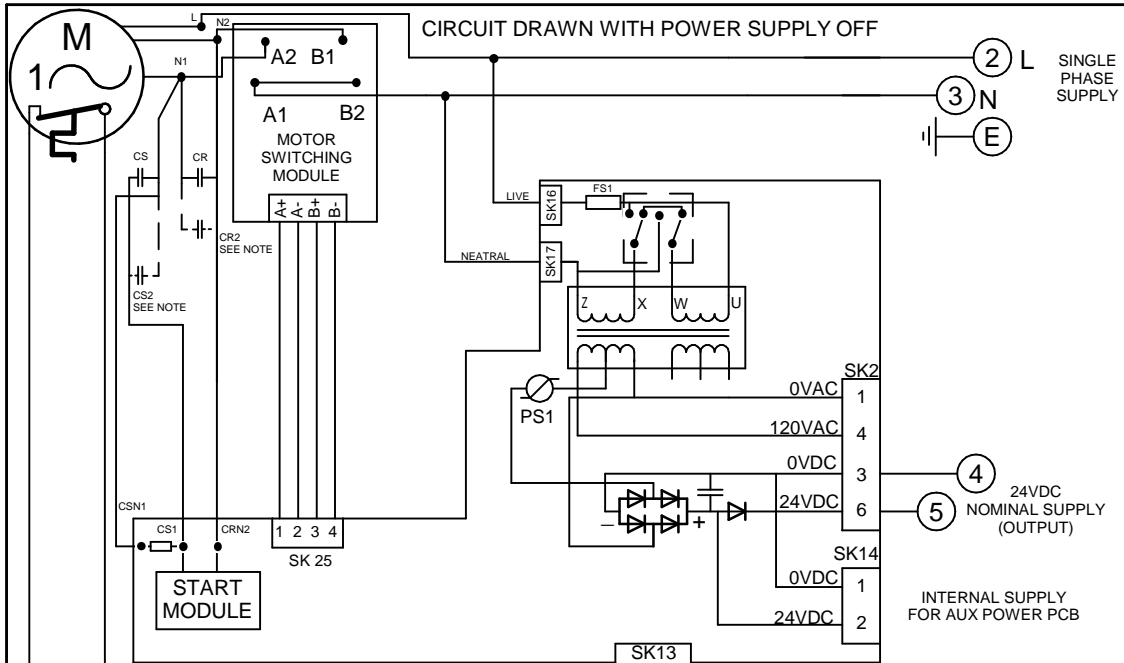 L
N2
CIRCUIT DRAWN WITH POWER SUPPLY OFF
M
1
N1
A2
B1
A1
B2
MOTOR
SWITCHING
MODULE
2
L
SINGLE
PHASE
SUPPLY
3
N
E
CS
CR
A+
A-
B+
B-
CR2
SEE NOTE
CS2
SEE NOTE
LIVE
SK16
FS1
NEATRAL
SK17
Z
X
W
U
PS1
SK2
0VAC
1
120VAC
4
0VDC
3
4
24VDC
6
5
24VDC
NOMINAL SUPPLY
(OUTPUT)
–
+
CSN1
CS1
CRN2
1 2 3 4
SK 25
START
MODULE
SK14
0VDC
1
24VDC
2
INTERNAL SUPPLY
FOR AUX POWER PCB
SK13